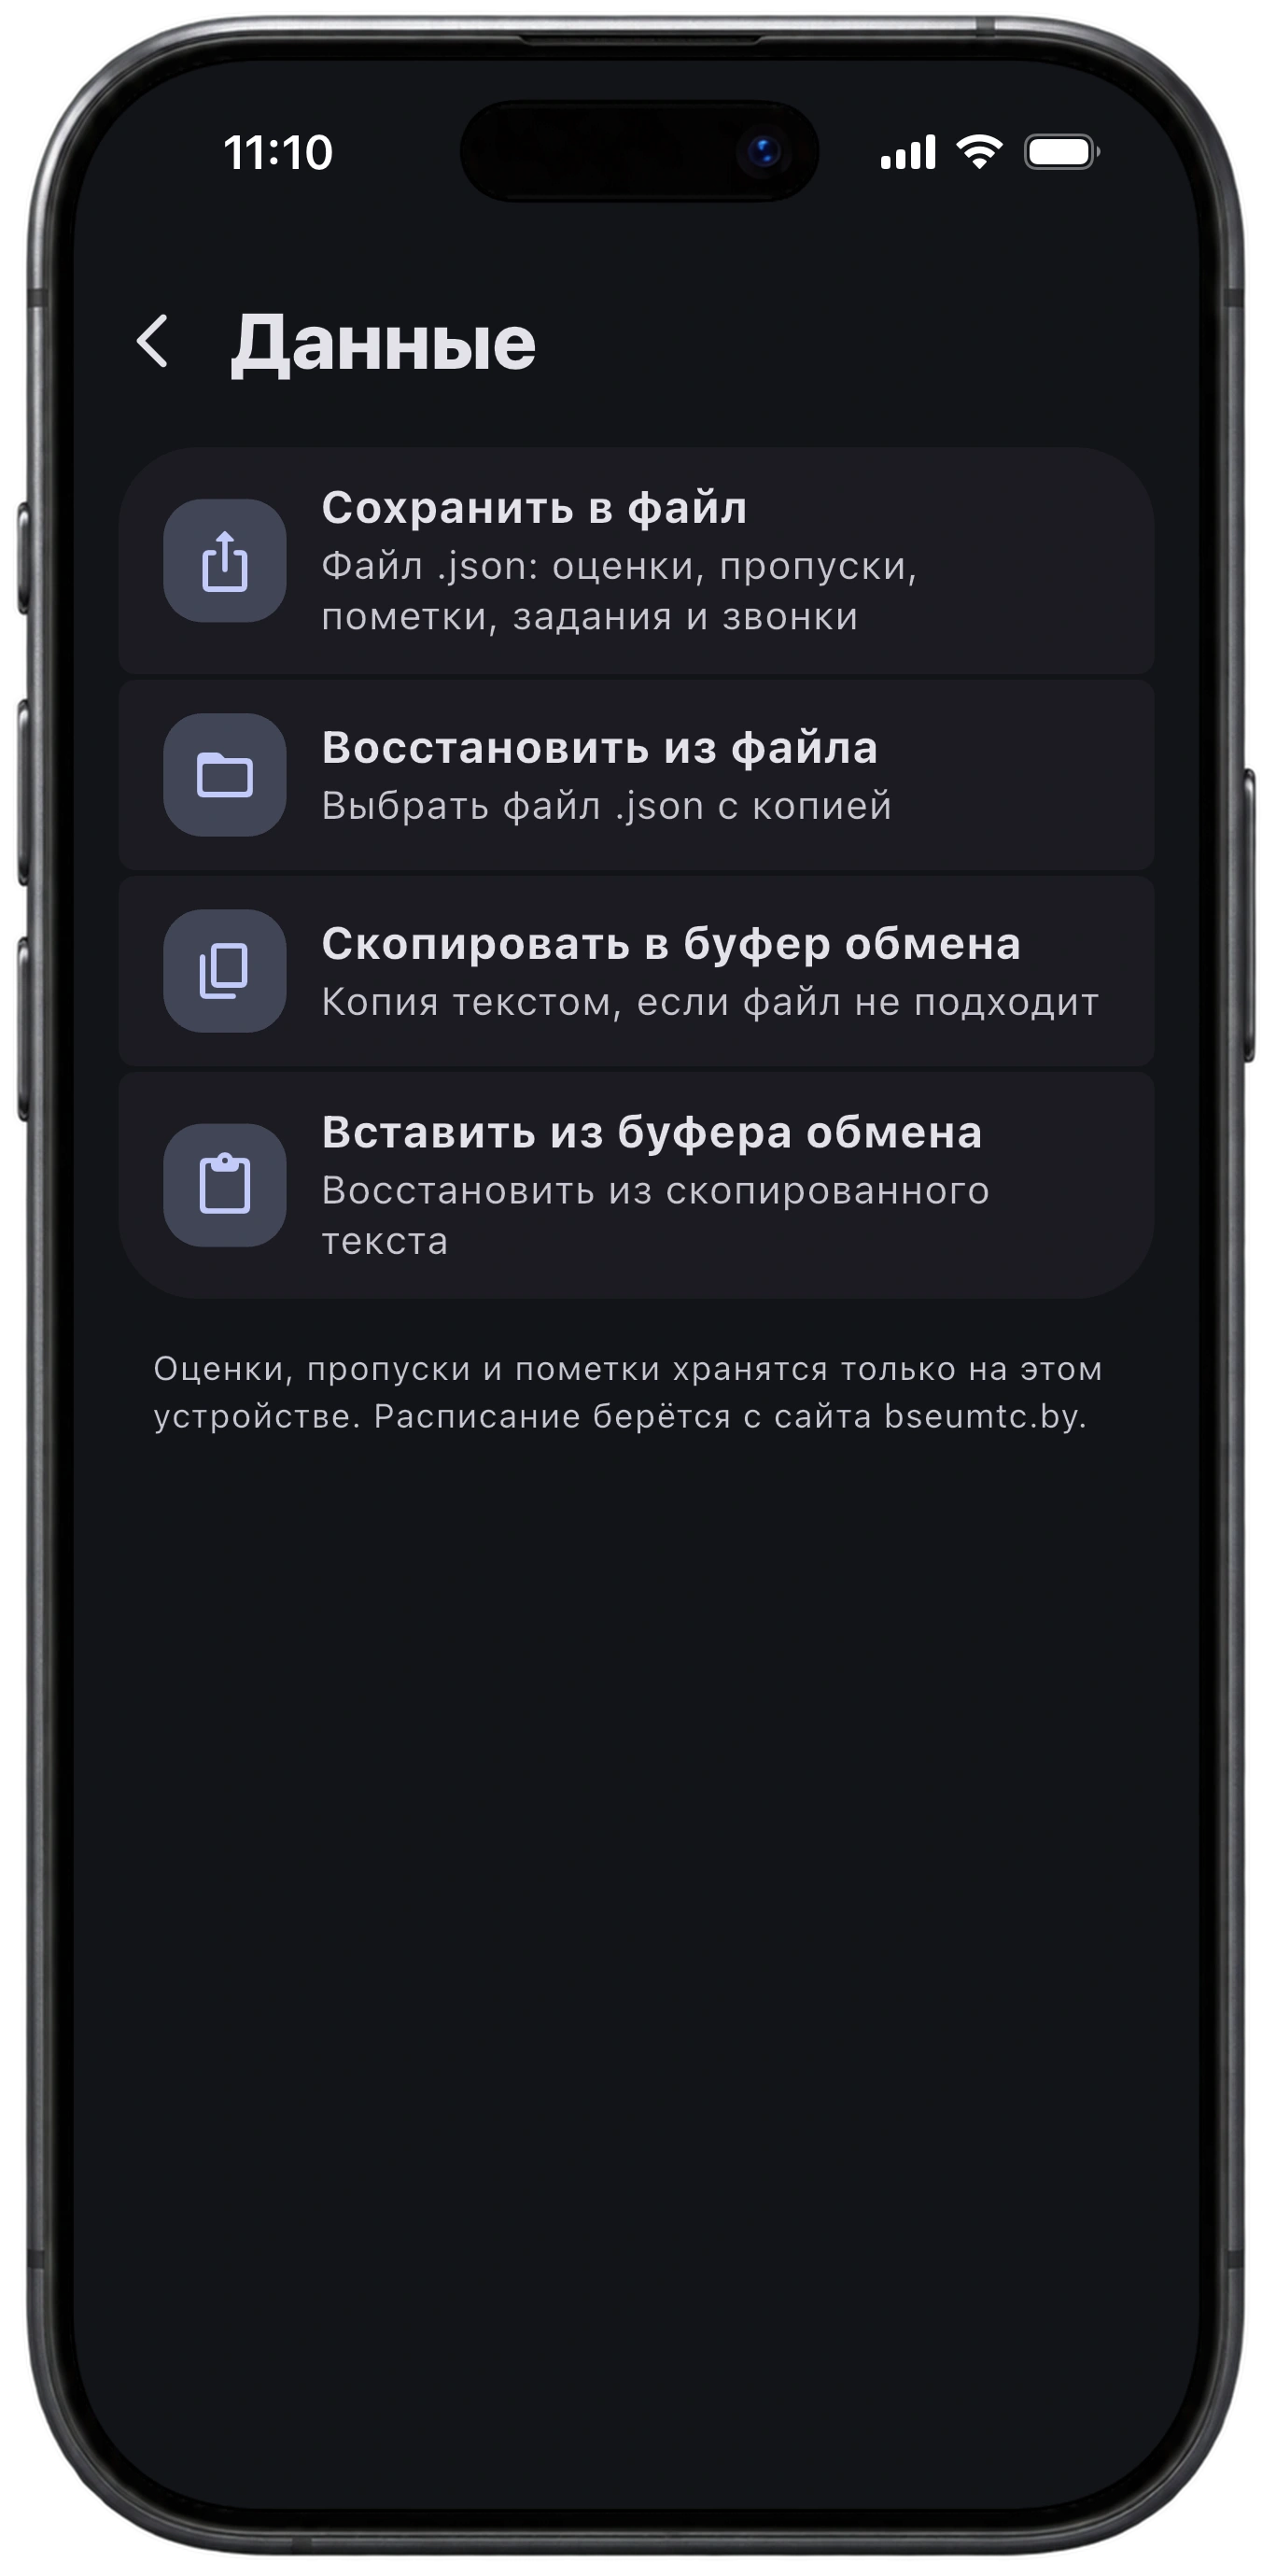 11:10
Данные
Сохранить в файл
Файл .json: оценки, пропуски,
пометки, задания и звонки
Восстановить из файла
Выбрать файл .json с копией
Скопировать в буфер обмена
Копия текстом, если файл не подходит
Вставить из буфера обмена
Восстановить из скопированного
текста
Оценки, пропуски и пометки хранятся только на этом
устройстве. Расписание берётся с сайта bseumtc.by.